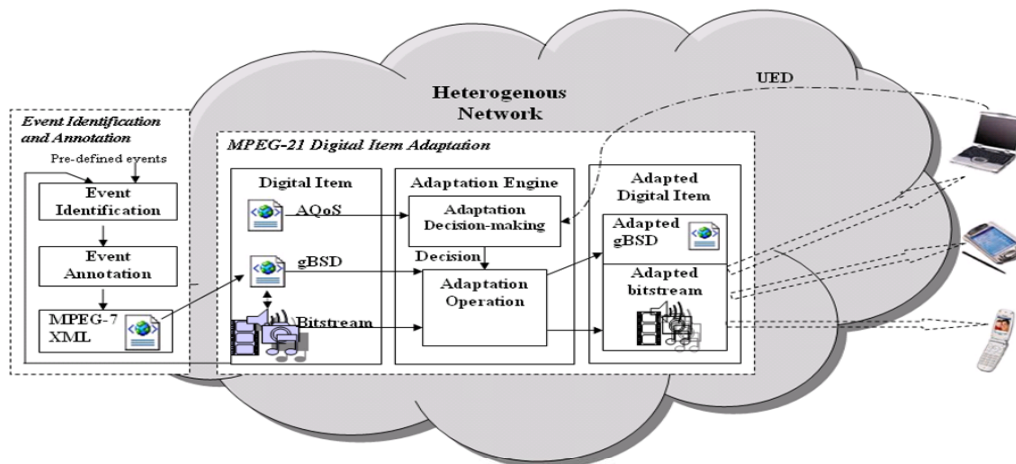 UED
Heterogenous
Network
Event Identification
and Annotation
Pre-defined events
Event
Identification
Event
Annotation
MPEG-7
XML
MPEG-21 Digital Item Adaptation
Digital Item
AQoS
gBSD
Bitstream
Adaptation Engine
Adaptation
Decision-making
Decision
Adaptation
Operation
Adapted
Digital Item
Adapted
gBSD
Adapted
bitstream